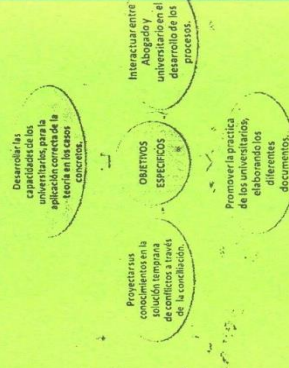 Desarrollar las
capacidades de los
universitarios, para la
aplicación correcta de la
teoría en los casos
concretos.
Proyectar sus
conocimientos en la
solución temprana
de conflictos a través
de la conciliación.
OBJETIVOS
ESPECIFICOS
Interactuar entre
Abogado y
universitario en el
desarrollo de los
procesos.
Promover la practica
de los universitarios,
elaborando los
diferentes
documentos.